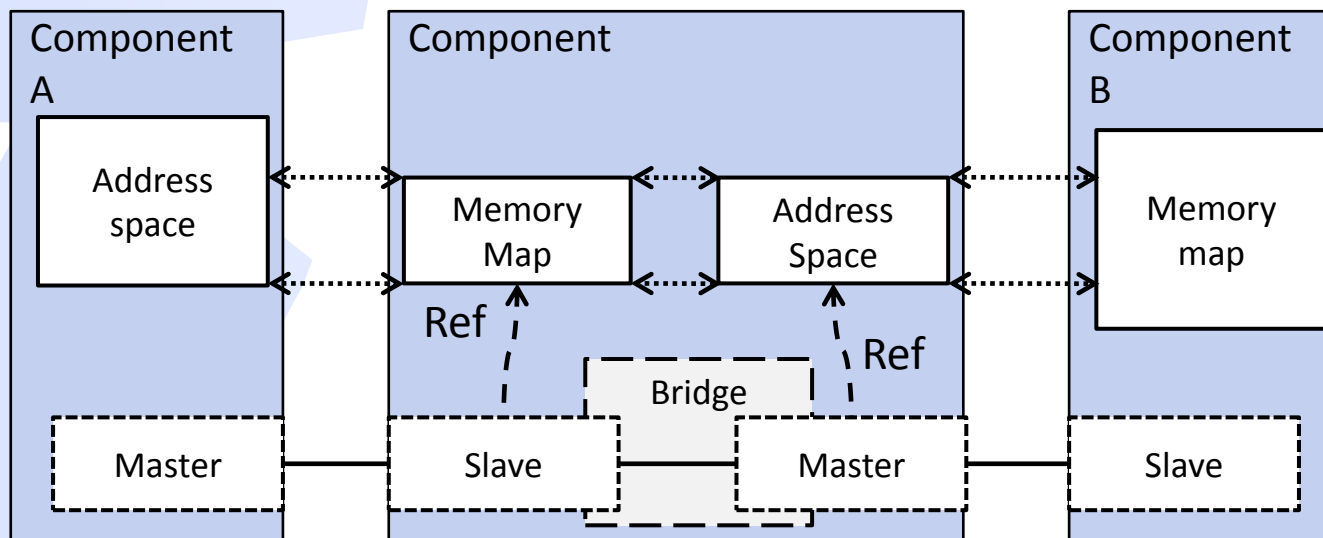 Component
A
Component
Component
B
Address
space
Memory
Map
Address
Space
Memory
map
Ref
Ref
Bridge
Master
Slave
Master
Slave